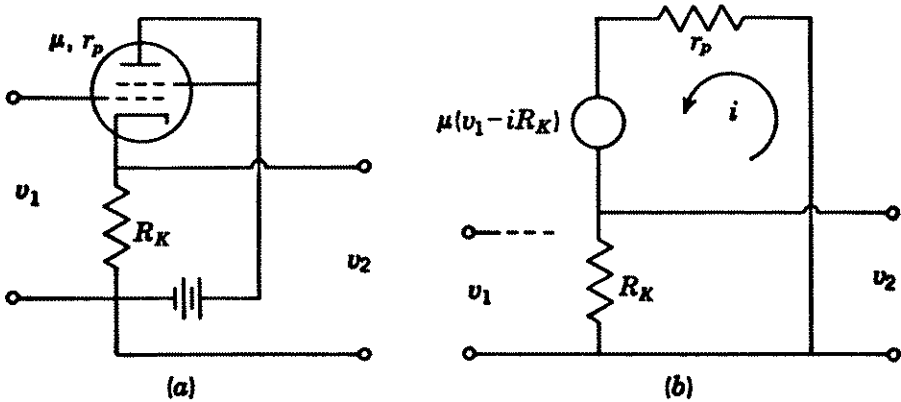 μ, r_p
v_1
R_K
v_2
(a)
r_p
μ(v_1 − iR_K)
i
v_1
R_K
v_2
(b)